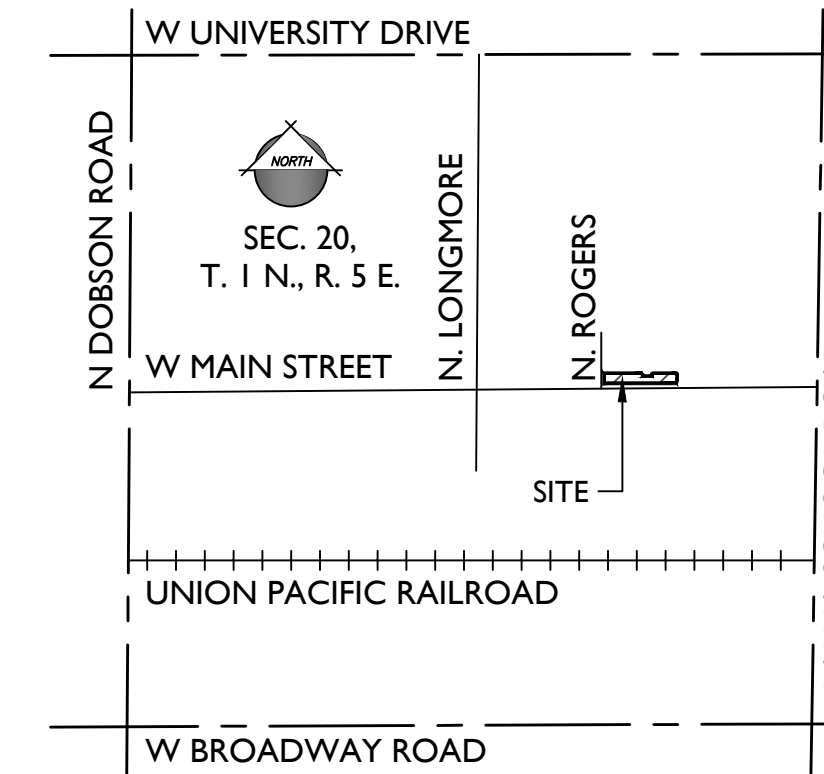 W UNIVERSITY DRIVE
N DOBSON ROAD
NORTH
SEC. 20,
T. 1 N., R. 5 E.
N. LONGMORE
N. ROGERS
W MAIN STREET
SITE
UNION PACIFIC RAILROAD
W BROADWAY ROAD